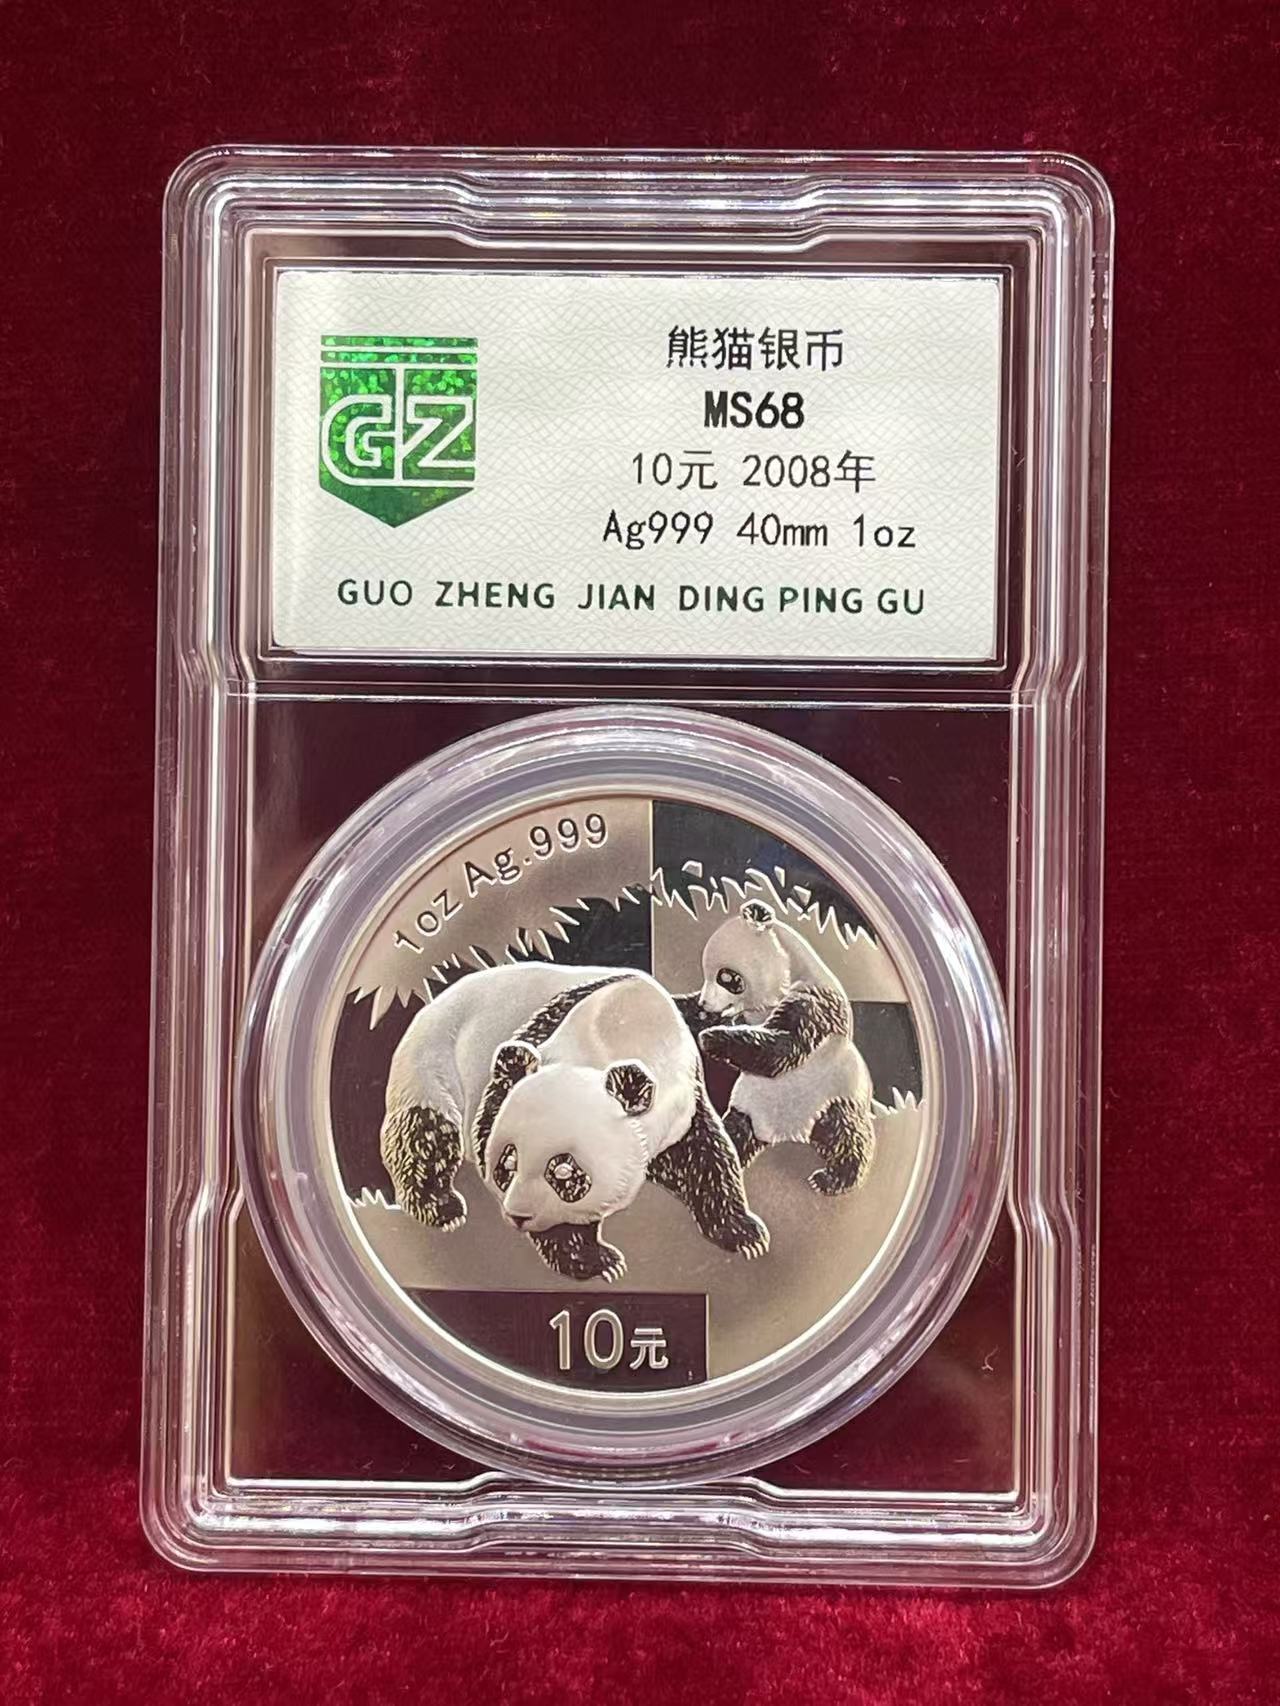 GZ
熊猫银币
MS68
10元 2008年
Ag999 40mm 1oz
GUO ZHENG JIAN DING PING GU
1oz Ag.999
10元